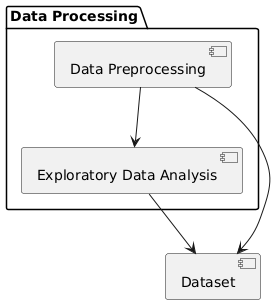 Data Processing
Data Preprocessing
Exploratory Data Analysis
Dataset